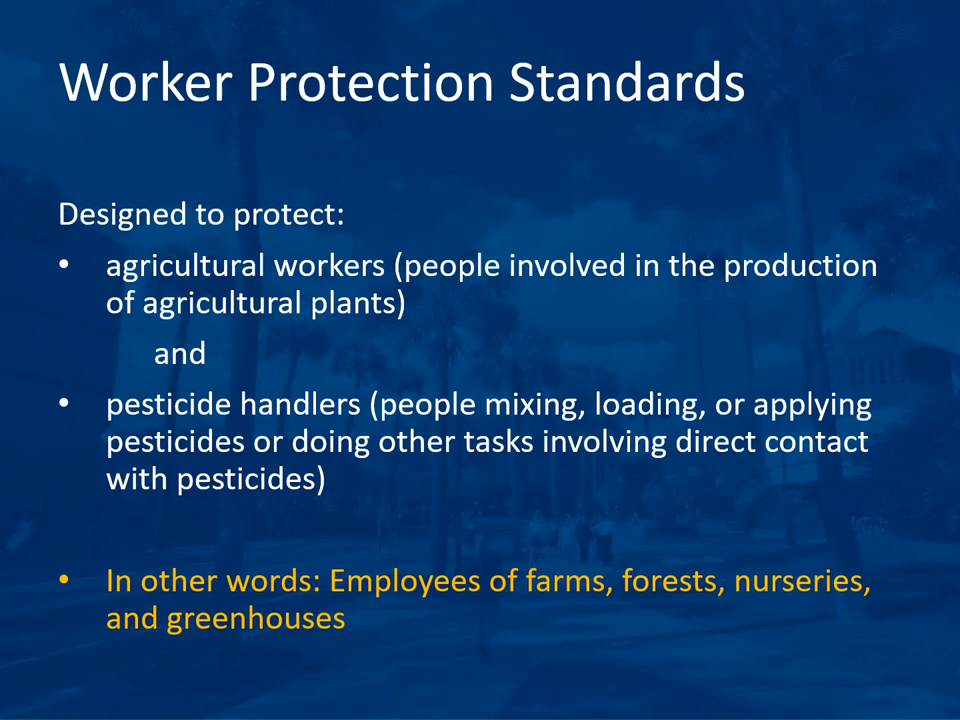 Worker Protection Standards
Designed to protect:
• agricultural workers (people involved in the production
of agricultural plants)
and
• pesticide handlers (people mixing, loading, or applying
pesticides or doing other tasks involving direct contact
with pesticides)
• In other words: Employees of farms, forests, nurseries,
and greenhouses